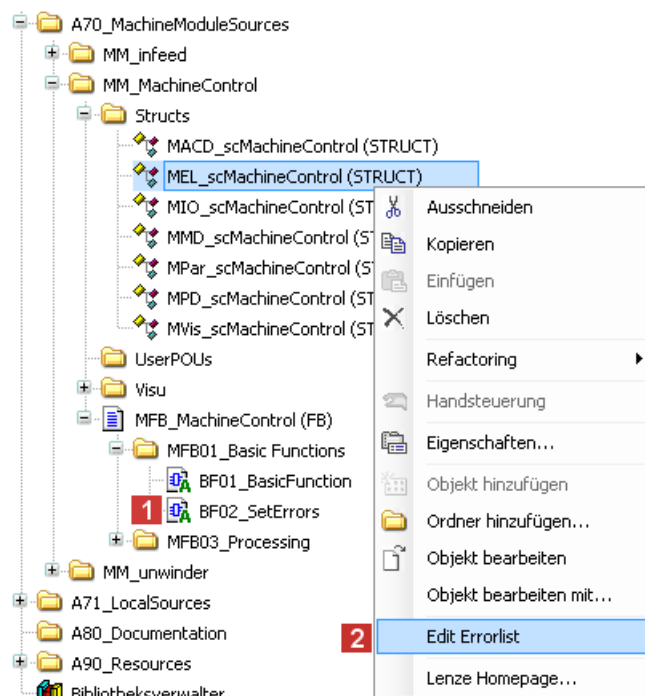 A70_MachineModuleSources
MM_infeed
MM_MachineControl
Structs
MACD_scMachineControl (STRUCT)
MEL_scMachineControl (STRUCT)
MIO_scMachineControl (ST
MMD_scMachineControl (S
MPar_scMachineControl (S
MPD_scMachineControl (ST
MVis_scMachineControl (ST
UserPOUs
Visu
MFB_MachineControl (FB)
MFB01_Basic Functions
BF01_BasicFunction
1 BF02_SetErrors
MFB03_Processing
MM_unwinder
A71_LocalSources
A80_Documentation
A90_Resources
Bibliotheksverwalter
Ausschneiden
Kopieren
Einfügen
Löschen
Refactoring
Handsteuerung
Eigenschaften...
Objekt hinzufügen
Ordner hinzufügen...
Objekt bearbeiten
Objekt bearbeiten mit...
2 Edit Errorlist
Lenze Homepage...